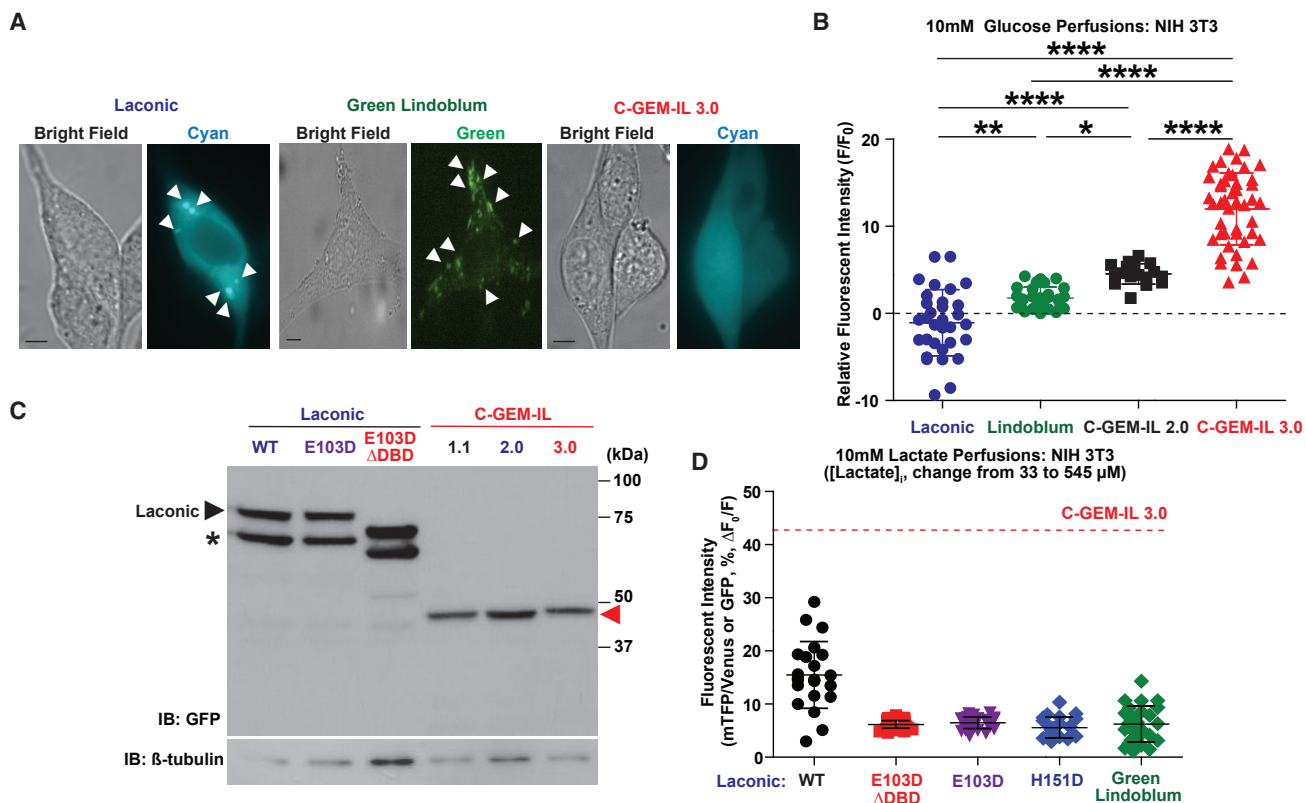 A
Laconic
Green Lindoblum
C-GEM-IL 3.0
Bright Field
Cyan
Bright Field
Green
Bright Field
Cyan
B
10mM Glucose Perfusions: NIH 3T3
****
****
****
**
*
****
Relative Fluorescent Intensity (F/F₀)
20
10
0
-10
Laconic
Lindoblum
C-GEM-IL 2.0
C-GEM-IL 3.0
C
Laconic
C-GEM-IL
WT
E103D
E103D
ΔDBD
1.1
2.0
3.0
(kDa)
100
75
50
37
Laconic
*
IB: GFP
IB: ß-tubulin
D
10mM Lactate Perfusions: NIH 3T3
([Lactate]ᵢ, change from 33 to 545 µM)
Fluorescent Intensity
(mTFP/Venus or GFP, %, ΔF₀/F)
50
40
30
20
10
0
C-GEM-IL 3.0
Laconic:
WT
E103D
ΔDBD
E103D
H151D
Green
Lindoblum